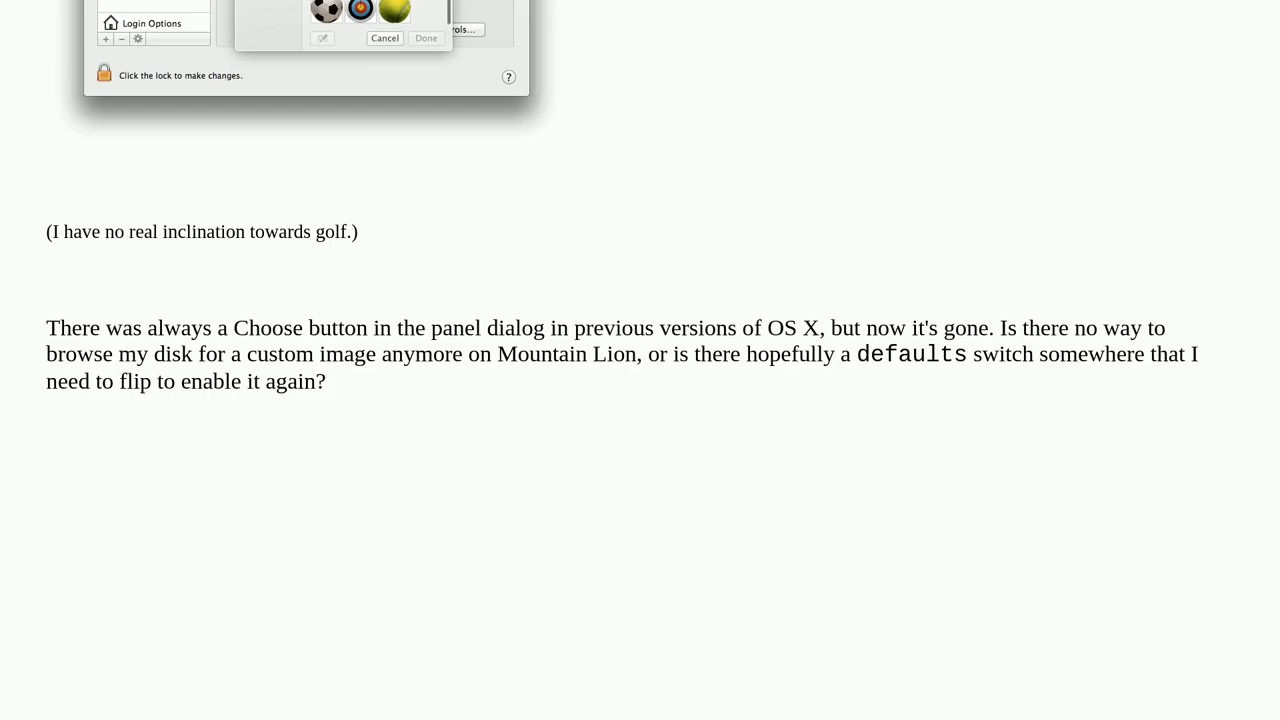 Login Options
+ −
rols...
Cancel Done
Click the lock to make changes.
?
(I have no real inclination towards golf.)
There was always a Choose button in the panel dialog in previous versions of OS X, but now it's gone. Is there no way to
browse my disk for a custom image anymore on Mountain Lion, or is there hopefully a defaults switch somewhere that I
need to flip to enable it again?